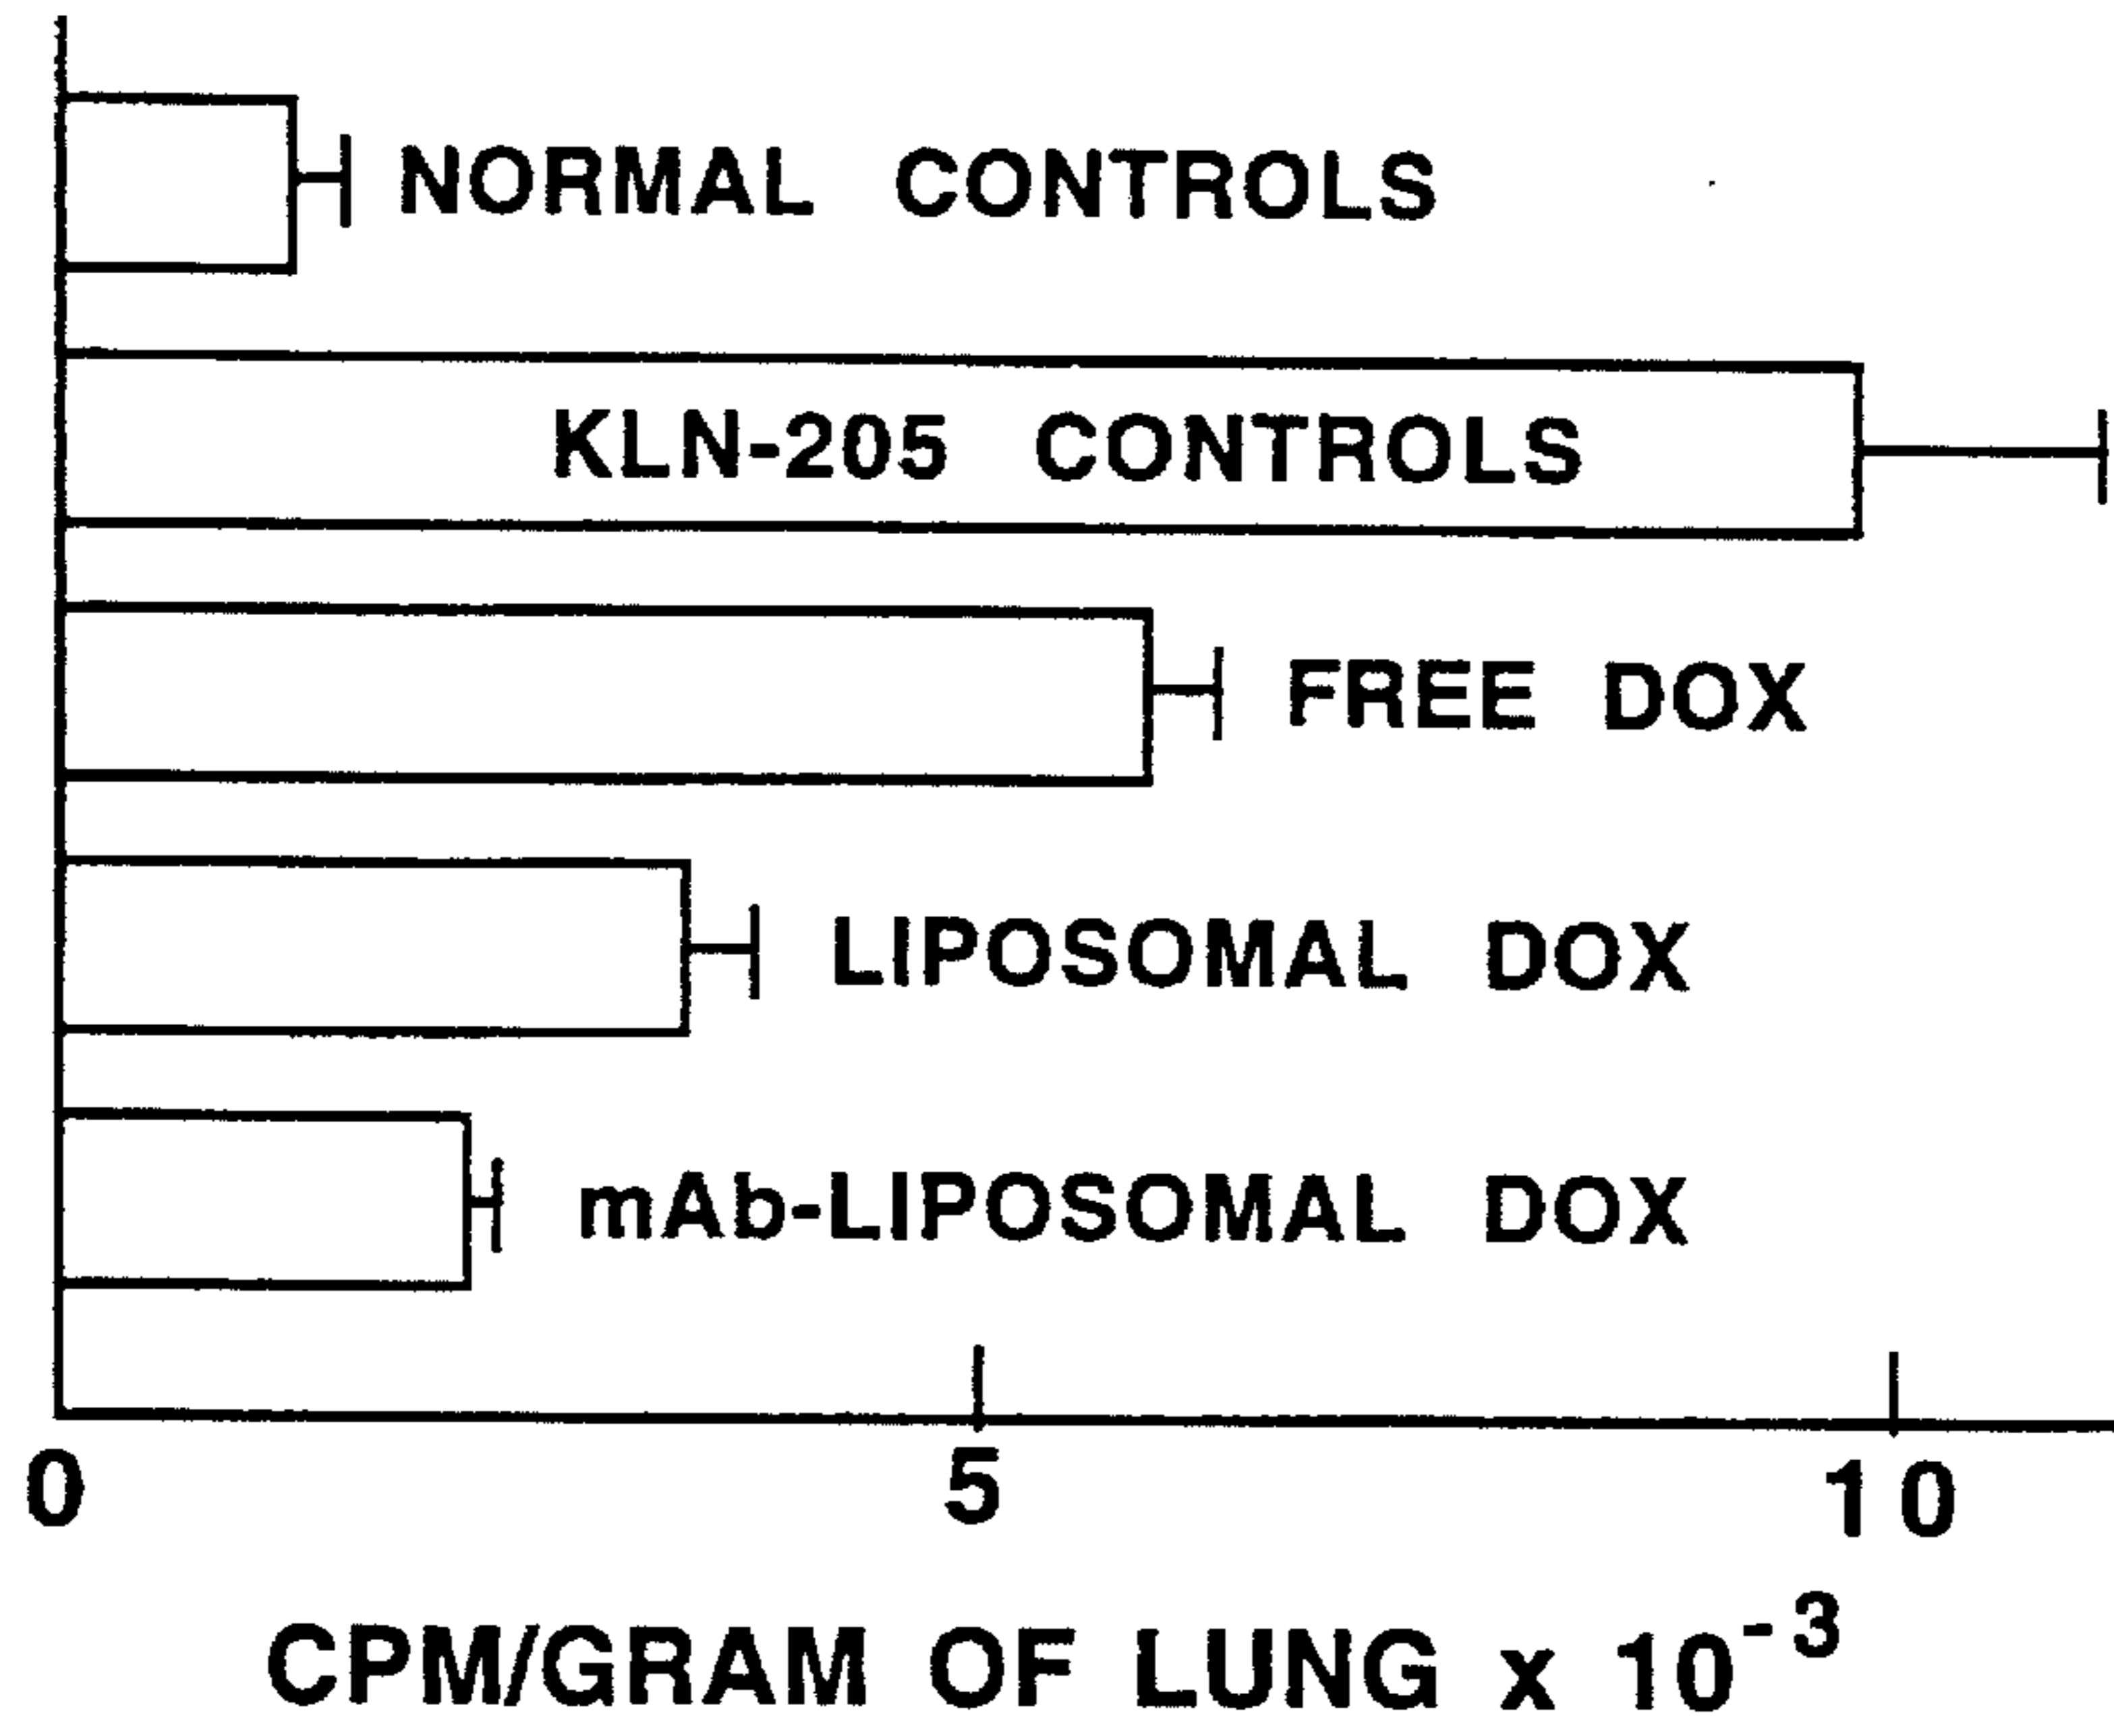 NORMAL CONTROLS
KLN-205 CONTROLS
FREE DOX
LIPOSOMAL DOX
mAb-LIPOSOMAL DOX
0 5 10
CPM/GRAM OF LUNG x 10⁻³